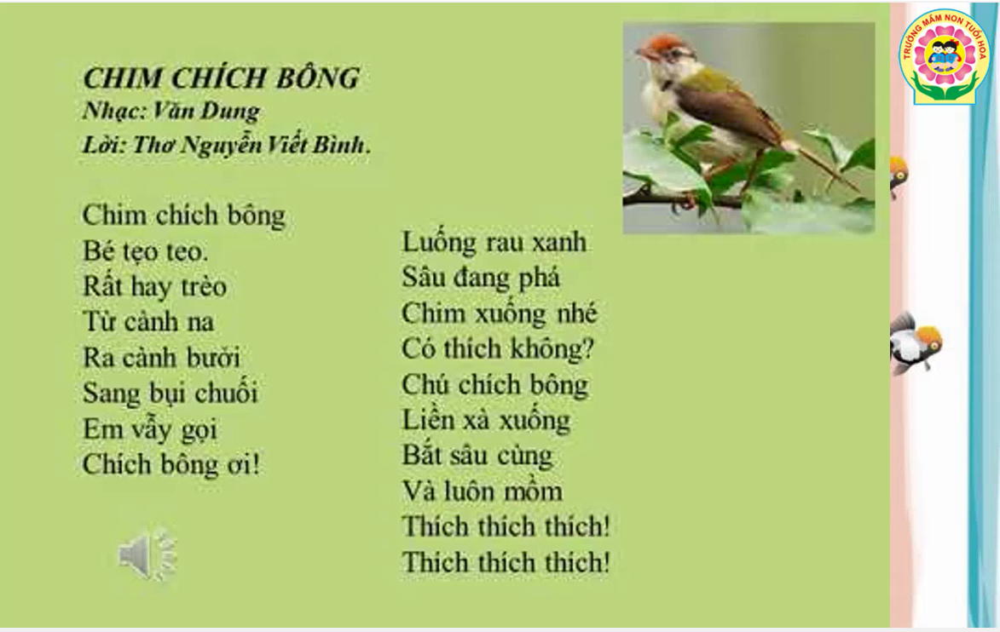 CHIM CHÍCH BÔNG
Nhạc: Văn Dung
Lời: Thơ Nguyễn Viết Bình.
Chim chích bông
Bé tẹo teo.
Rất hay trèo
Từ cành na
Ra cành bưởi
Sang bụi chuối
Em vẫy gọi
Chích bông ơi!
Luống rau xanh
Sâu đang phá
Chim xuống nhé
Có thích không?
Chú chích bông
Liền xà xuống
Bắt sâu cùng
Và luôn mồm
Thích thích thích!
Thích thích thích!
TRƯỜNG MẦM NON TUỔI HOA